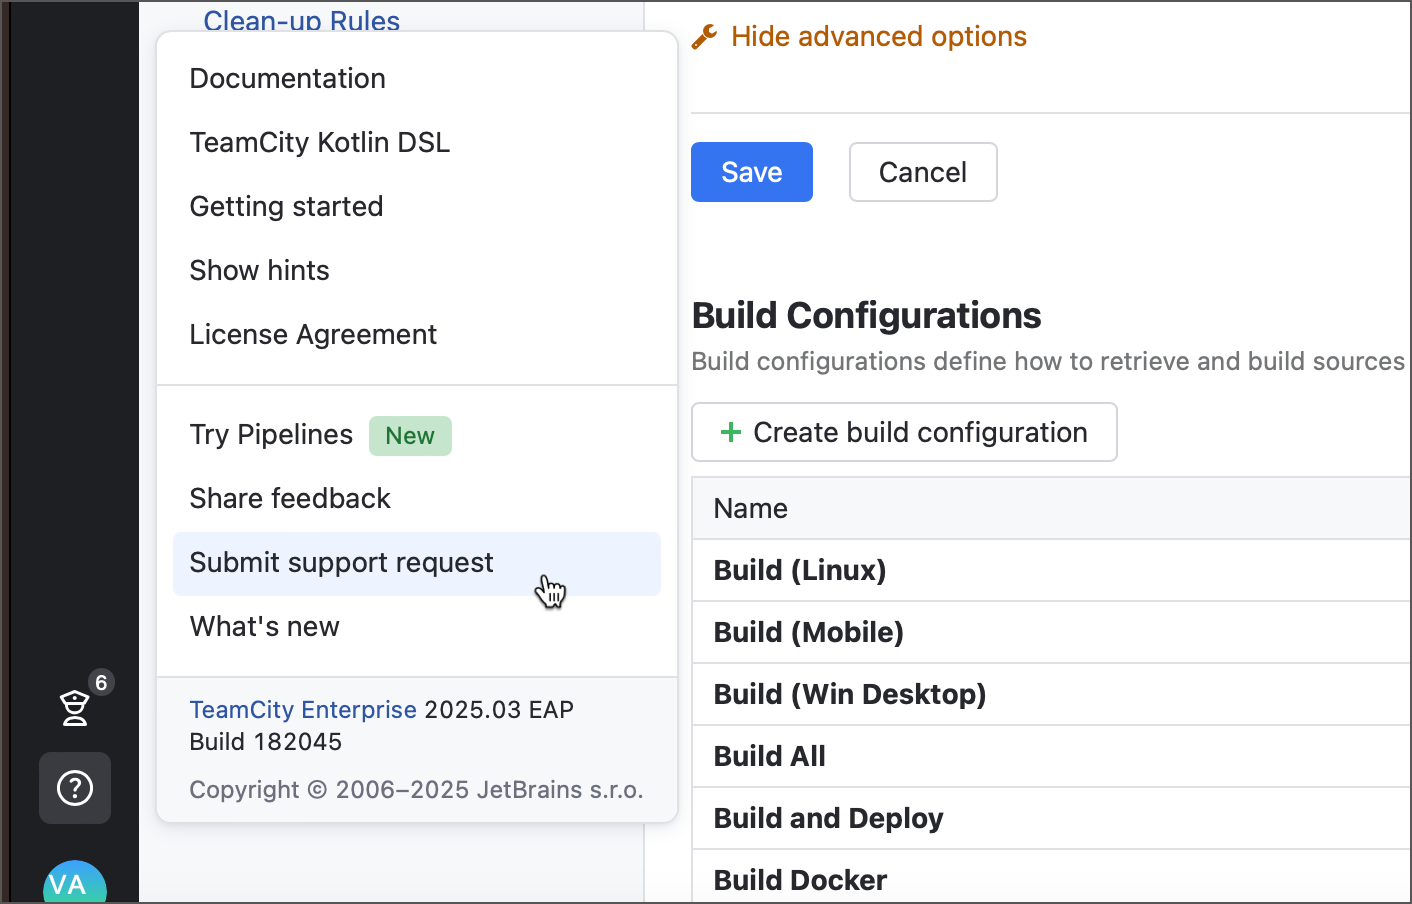 Clean-up Rules
Documentation
TeamCity Kotlin DSL
Getting started
Show hints
License Agreement
Try Pipelines New
Share feedback
Submit support request
What's new
TeamCity Enterprise 2025.03 EAP
Build 182045
Copyright © 2006–2025 JetBrains s.r.o.
6
?
VA
Hide advanced options
Save Cancel
Build Configurations
Build configurations define how to retrieve and build sources
+ Create build configuration
Name
Build (Linux)
Build (Mobile)
Build (Win Desktop)
Build All
Build and Deploy
Build Docker